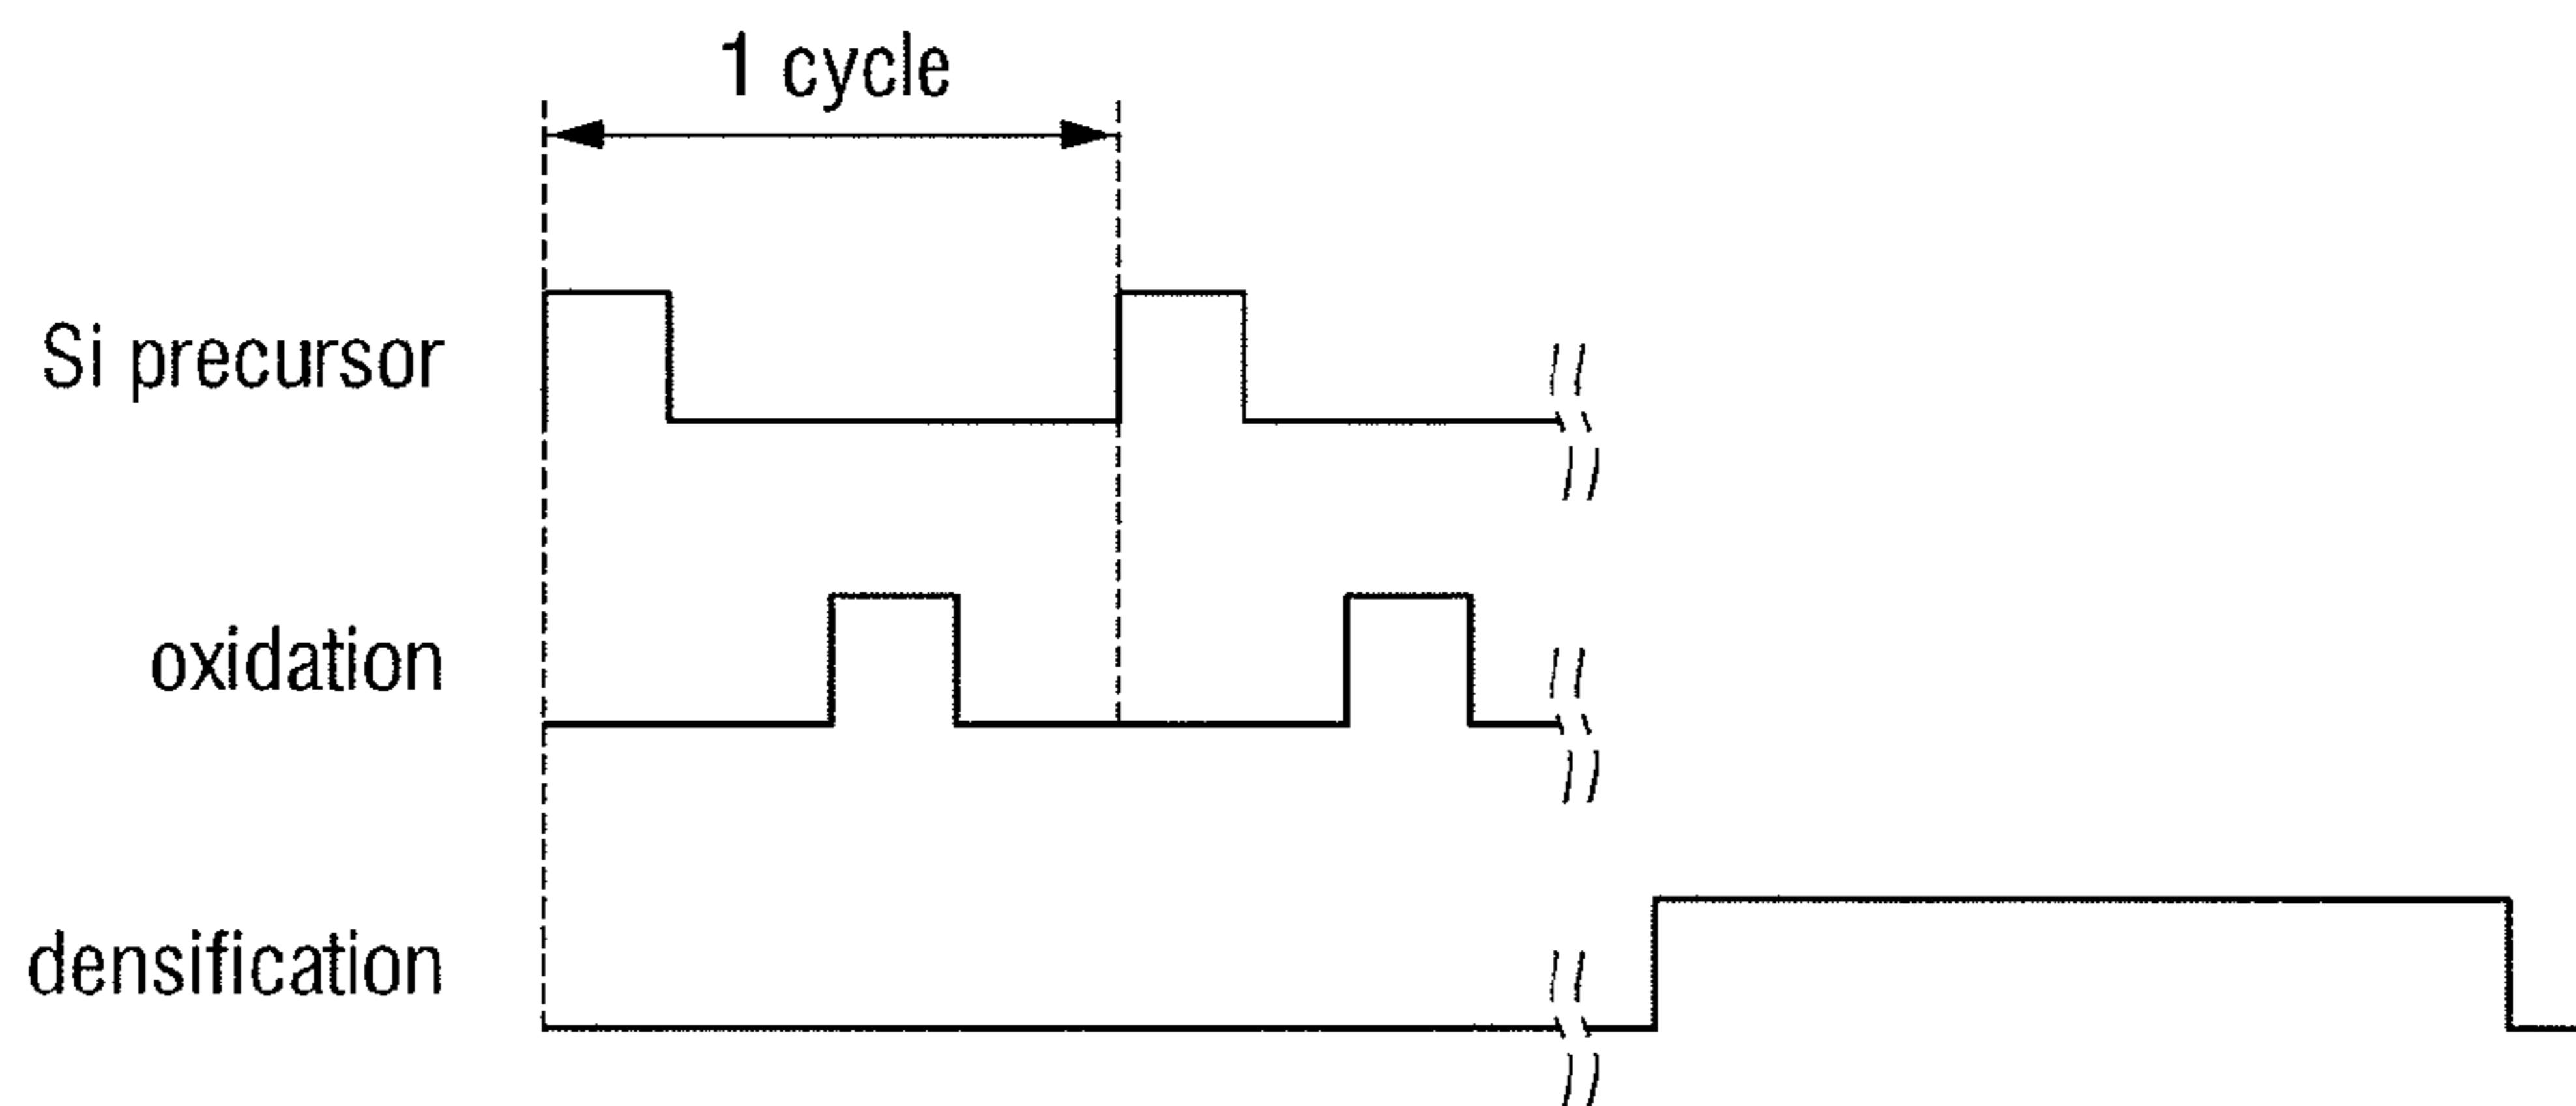 1 cycle
Si precursor
oxidation
densification